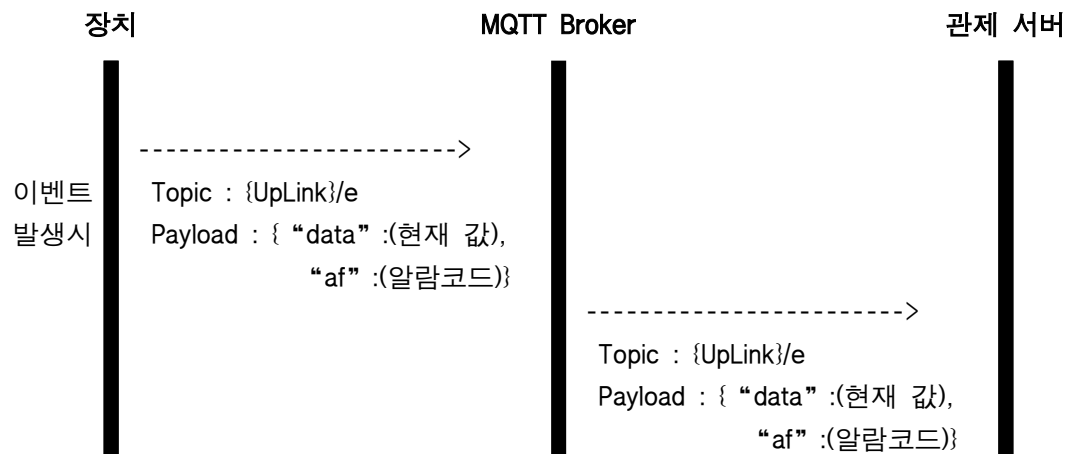 장치 MQTT Broker 관제 서버
------------------------>
이벤트 Topic : {UpLink}/e
발생시 Payload : { “data” :(현재 값),
“af” :(알람코드)}
------------------------>
Topic : {UpLink}/e
Payload : { “data” :(현재 값),
“af” :(알람코드)}